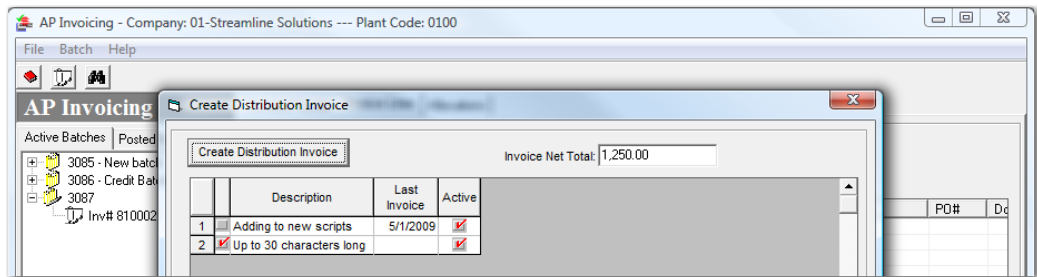 AP Invoicing - Company: 01-Streamline Solutions --- Plant Code: 0100
File Batch Help
AP Invoicing
Create Distribution Invoice
Active Batches Posted
Create Distribution Invoice
Invoice Net Total: 1,250.00
3085 - New batc
3086 - Credit Bat
3087
Inv# 810002
Description Last Invoice Active
1 Adding to new scripts 5/1/2009
2 Up to 30 characters long
PO#